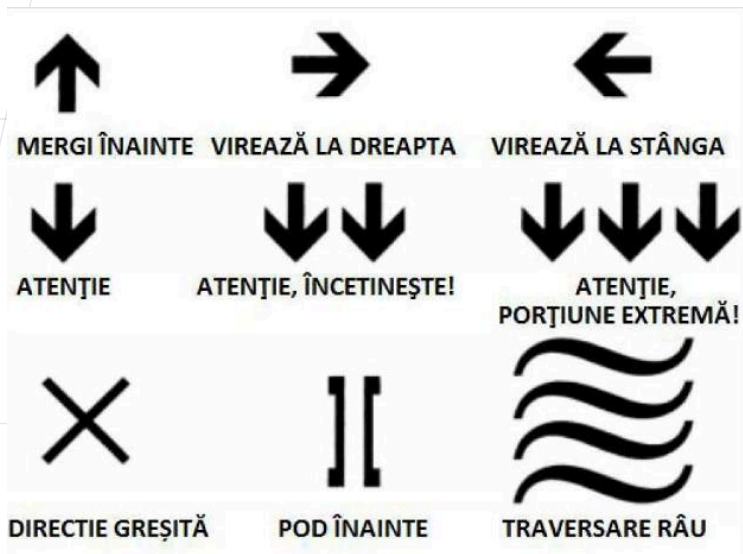 MERGI ÎNAINTE
VIREAZĂ LA DREAPTA
VIREAZĂ LA STÂNGA
ATENŢIE
ATENŢIE, ÎNCETINEŞTE!
ATENŢIE,
PORŢIUNE EXTREMĂ!
DIRECTIE GREȘITĂ
POD ÎNAINTE
TRAVERSARE RÂU